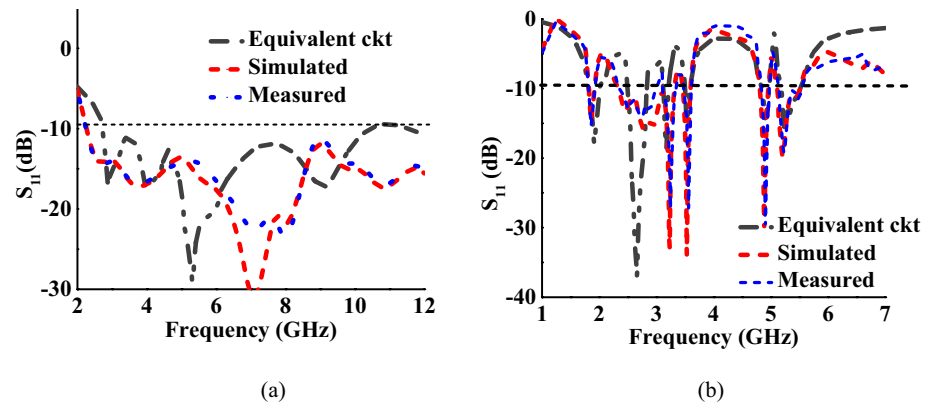 0
-10
-20
-30
S11(dB)
Equivalent ckt
Simulated
Measured
2 4 6 8 10 12
Frequency (GHz)
(a)
0
-10
-20
-30
-40
S11 (dB)
Equivalent ckt
Simulated
Measured
1 2 3 4 5 6 7
Frequency (GHz)
(b)